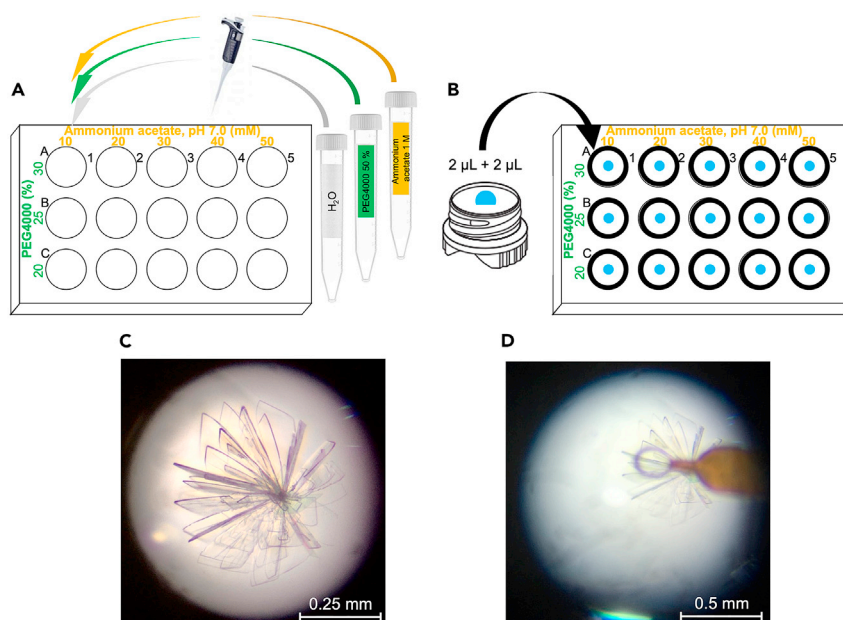 A
Ammonium acetate, pH 7.0 (mM)
10 20 30 40 50
PEG4000 (%)
30
25
20
A
B
C
1 2 3 4 5
H₂O
PEG4000 50 %
Ammonium
acetate 1 M
B
2 µL + 2 µL
Ammonium acetate, pH 7.0 (mM)
10 20 30 40 50
PEG4000 (%)
30
25
20
A
B
C
1 2 3 4 5
C
0.25 mm
D
0.5 mm